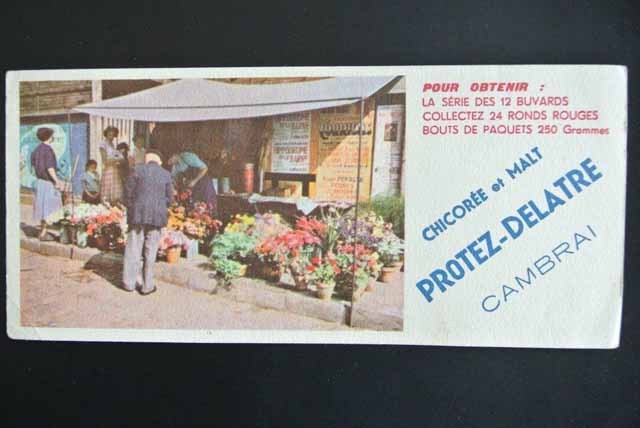 POUR OBTENIR :
LA SÉRIE DES 12 BUVARDS
COLLECTEZ 24 RONDS ROUGES
BOUTS DE PAQUETS 250 Grammes
CHICORÉE et MALT
PROTEZ-DELATRE
CAMBRAI